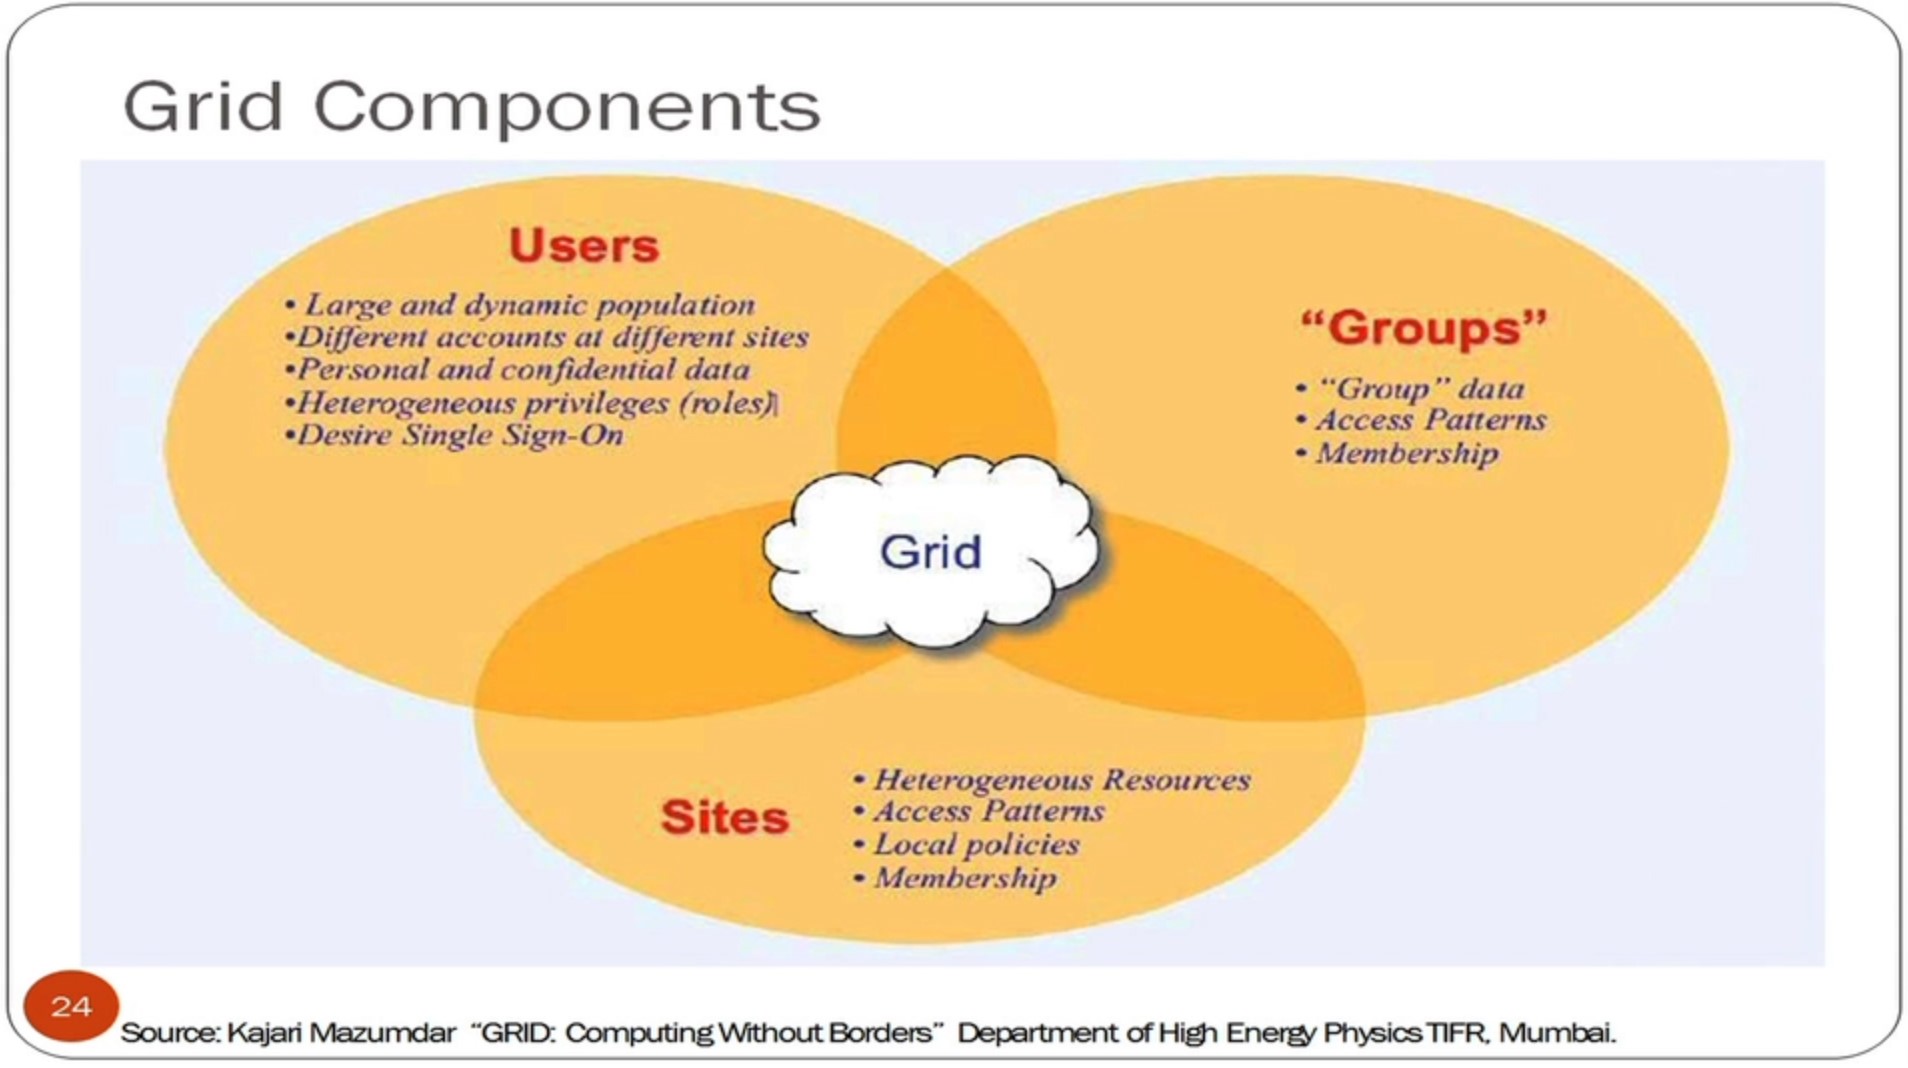 Grid Components
Users
• Large and dynamic population
•Different accounts at different sites
•Personal and confidential data
•Heterogeneous privileges (roles)
•Desire Single Sign-On
“Groups”
• “Group” data
• Access Patterns
• Membership
Grid
Sites
• Heterogeneous Resources
• Access Patterns
• Local policies
• Membership
24
Source: Kajari Mazumdar “GRID: Computing Without Borders” Department of High Energy Physics TIFR, Mumbai.